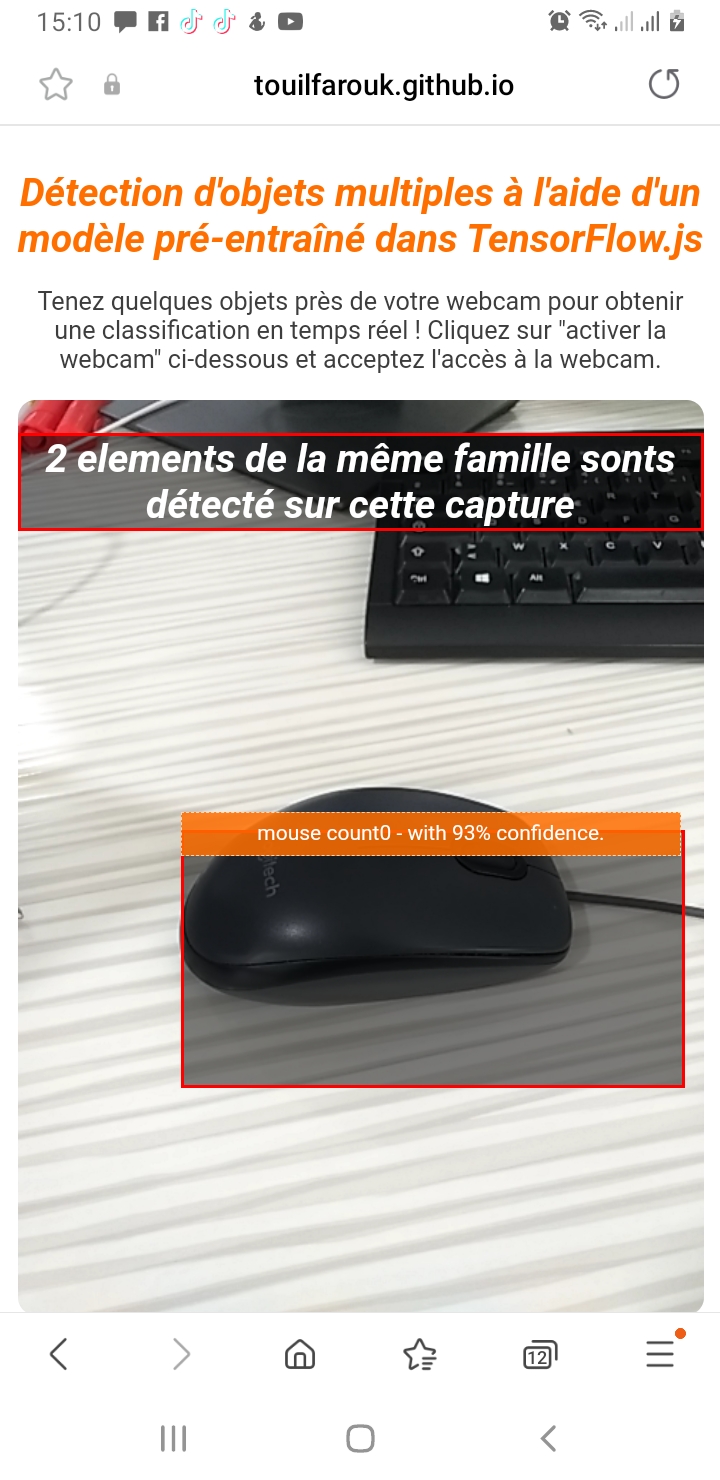 15:10
touilfarouk.github.io
Détection d'objets multiples à l'aide d'un
modèle pré-entraîné dans TensorFlow.js
Tenez quelques objets près de votre webcam pour obtenir
une classification en temps réel ! Cliquez sur "activer la
webcam" ci-dessous et acceptez l'accès à la webcam.
2 elements de la même famille sonts
détecté sur cette capture
W X C V
Ctrl Alt
mouse count0 - with 93% confidence.
12